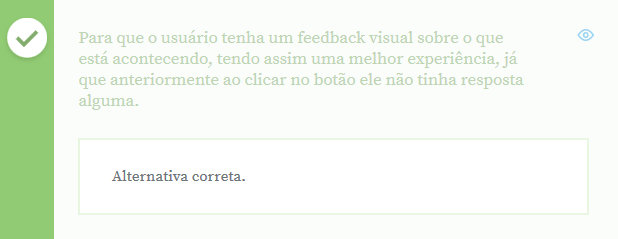 Para que o usuário tenha um feedback visual sobre o que
está acontecendo, tendo assim uma melhor experiência, já
que anteriormente ao clicar no botão ele não tinha resposta
alguma.
Alternativa correta.